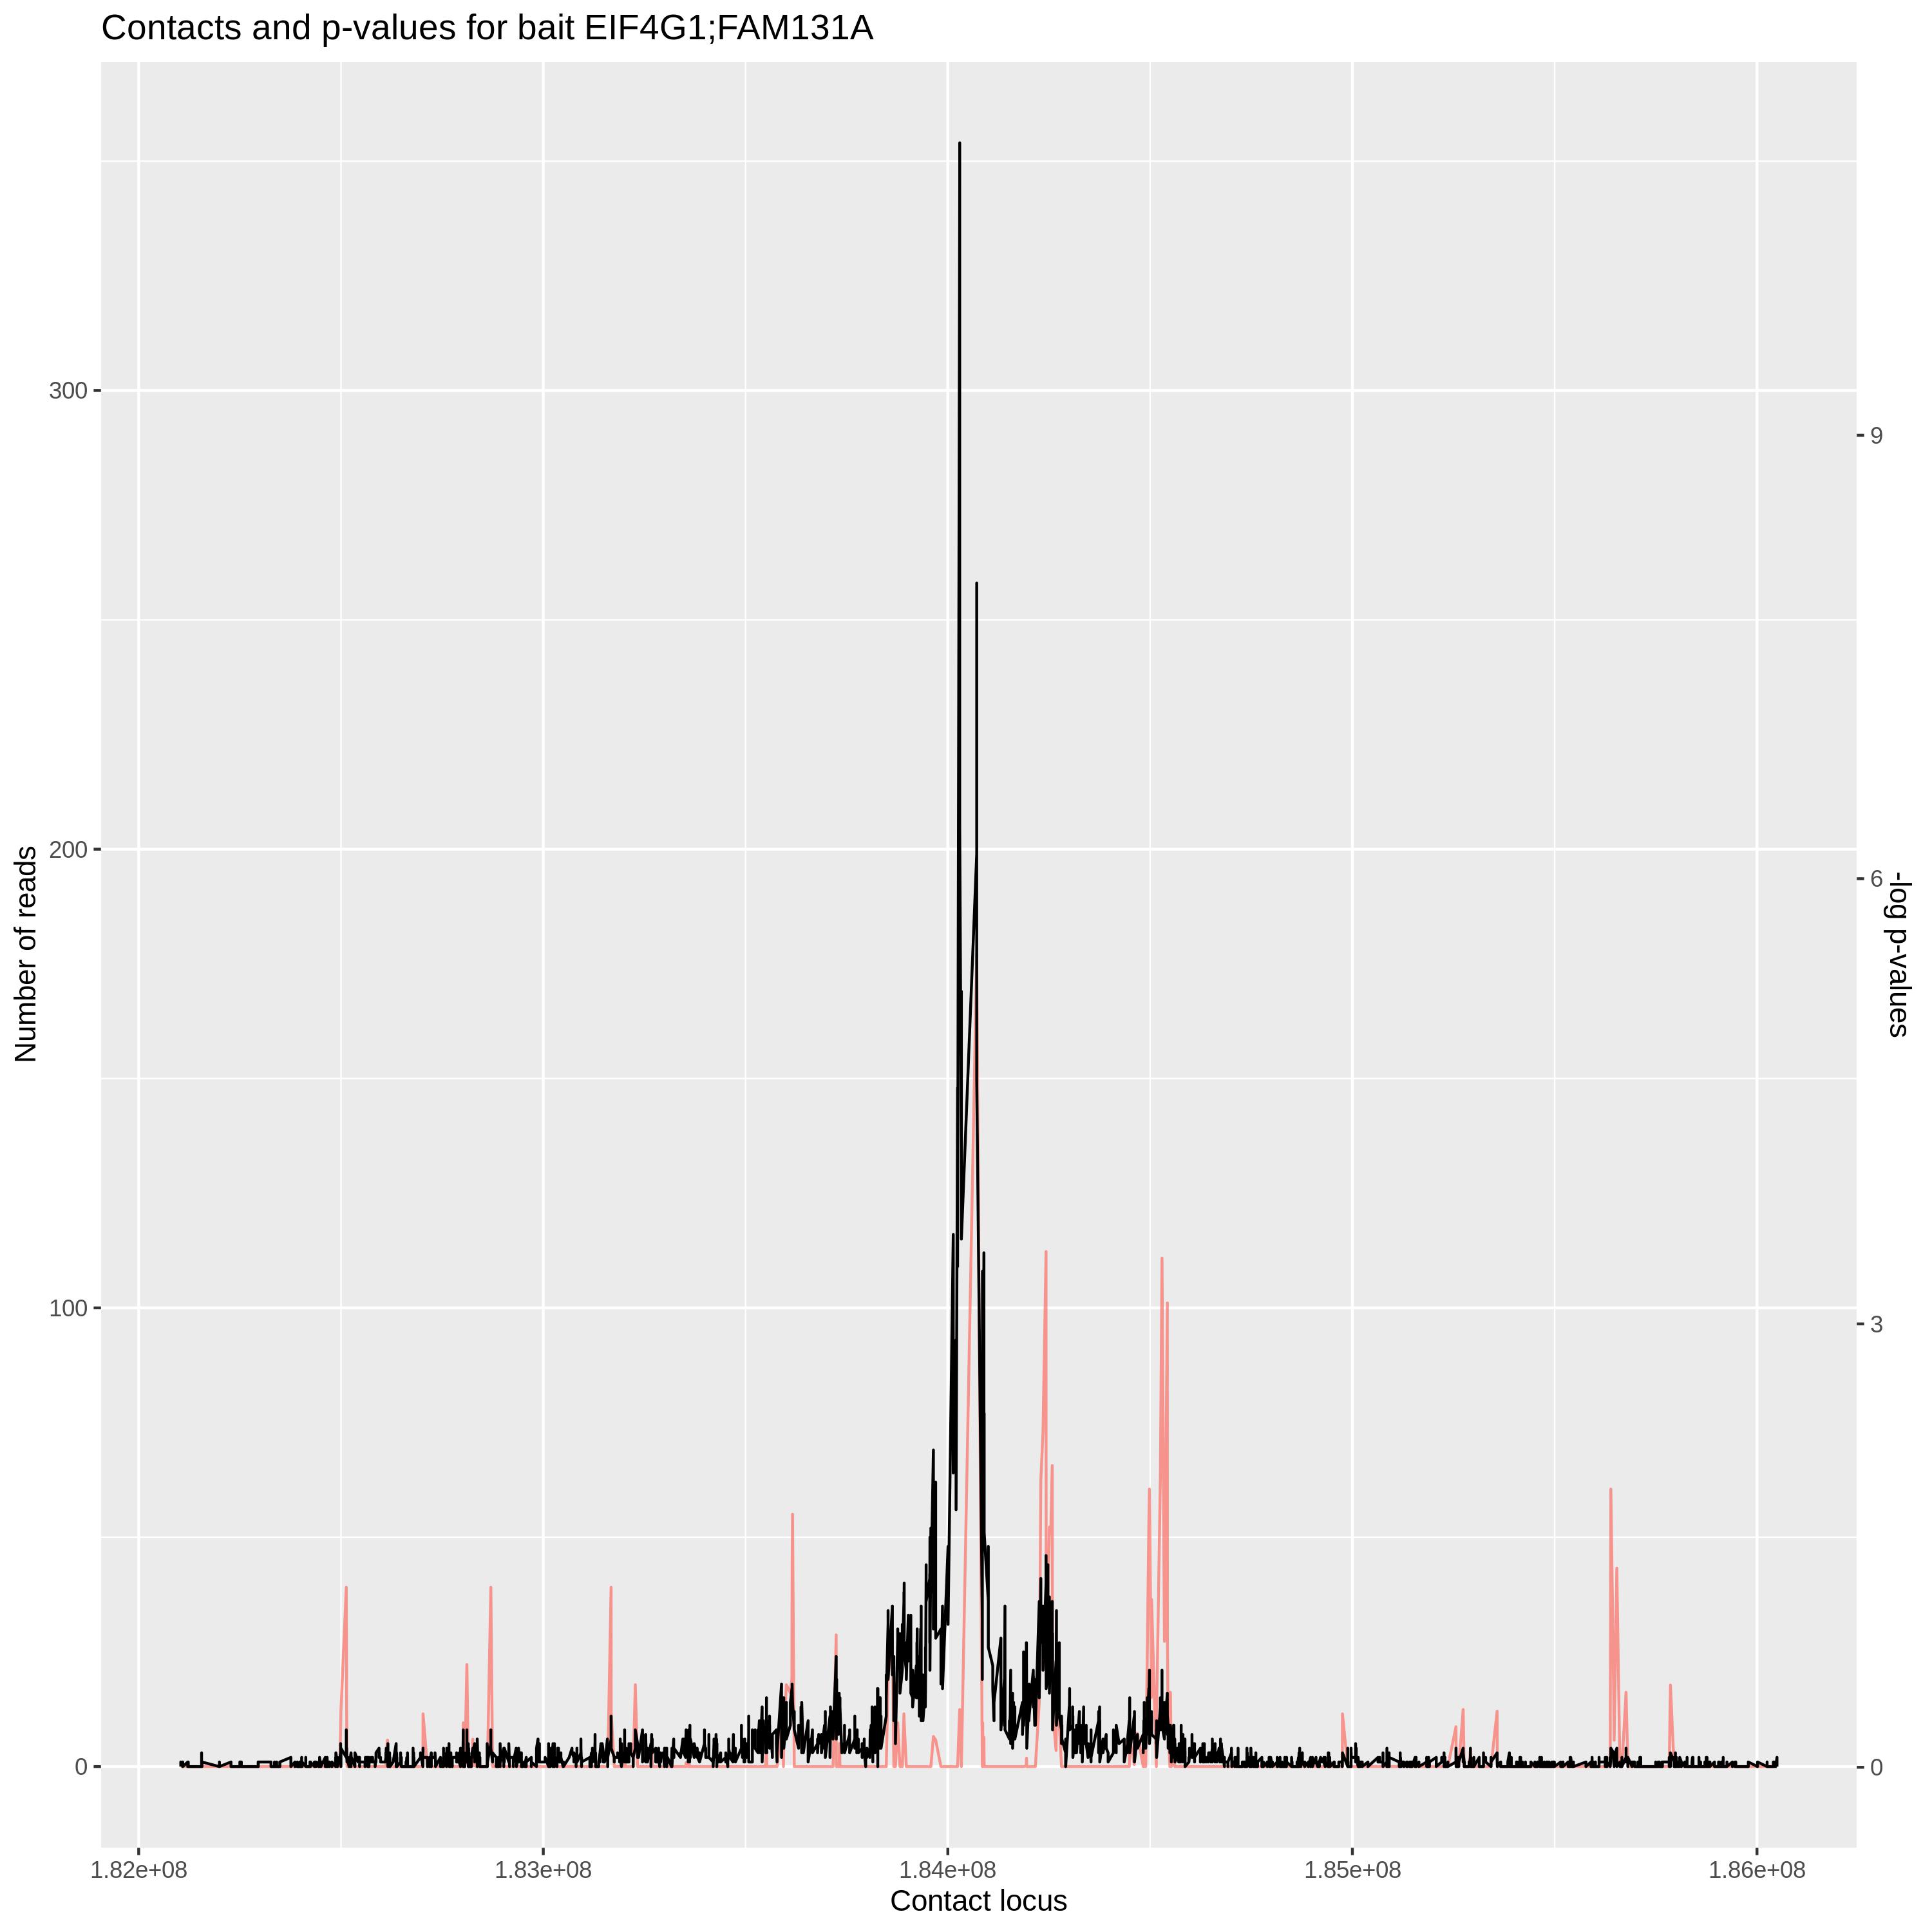 Contacts and p-values for bait EIF4G1;FAM131A
300
200
100
0
Number of reads
9
6
3
0
-log p-values
1.82e+08
1.83e+08
1.84e+08
1.85e+08
1.86e+08
Contact locus